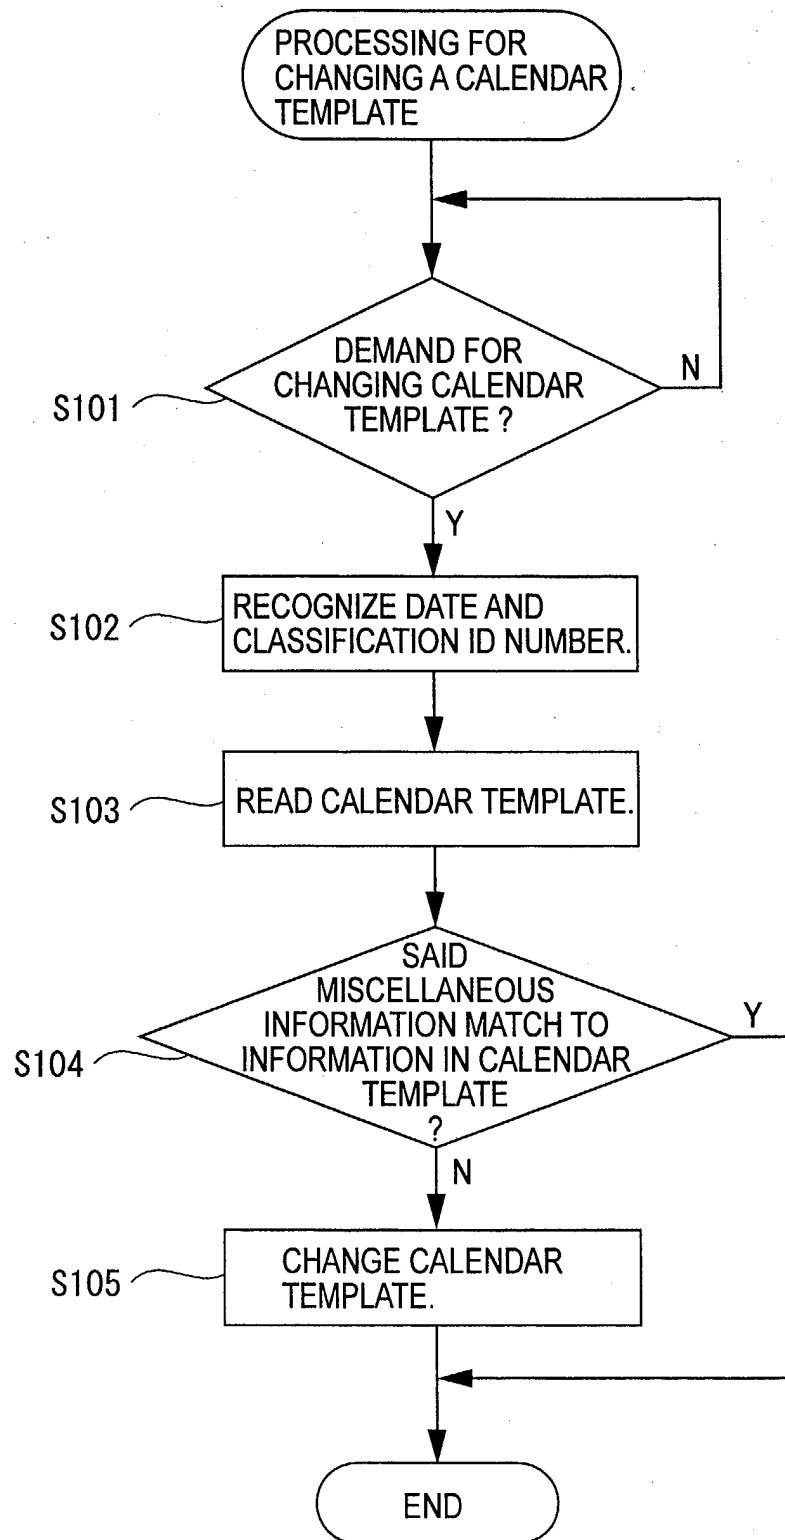 PROCESSING FOR
CHANGING A CALENDAR
TEMPLATE
DEMAND FOR
CHANGING CALENDAR
TEMPLATE ?
N
S101
Y
S102
RECOGNIZE DATE AND
CLASSIFICATION ID NUMBER.
S103
READ CALENDAR TEMPLATE.
SAID
MISCELLANEOUS
INFORMATION MATCH TO
INFORMATION IN CALENDAR
TEMPLATE
?
Y
S104
N
S105
CHANGE CALENDAR
TEMPLATE.
END